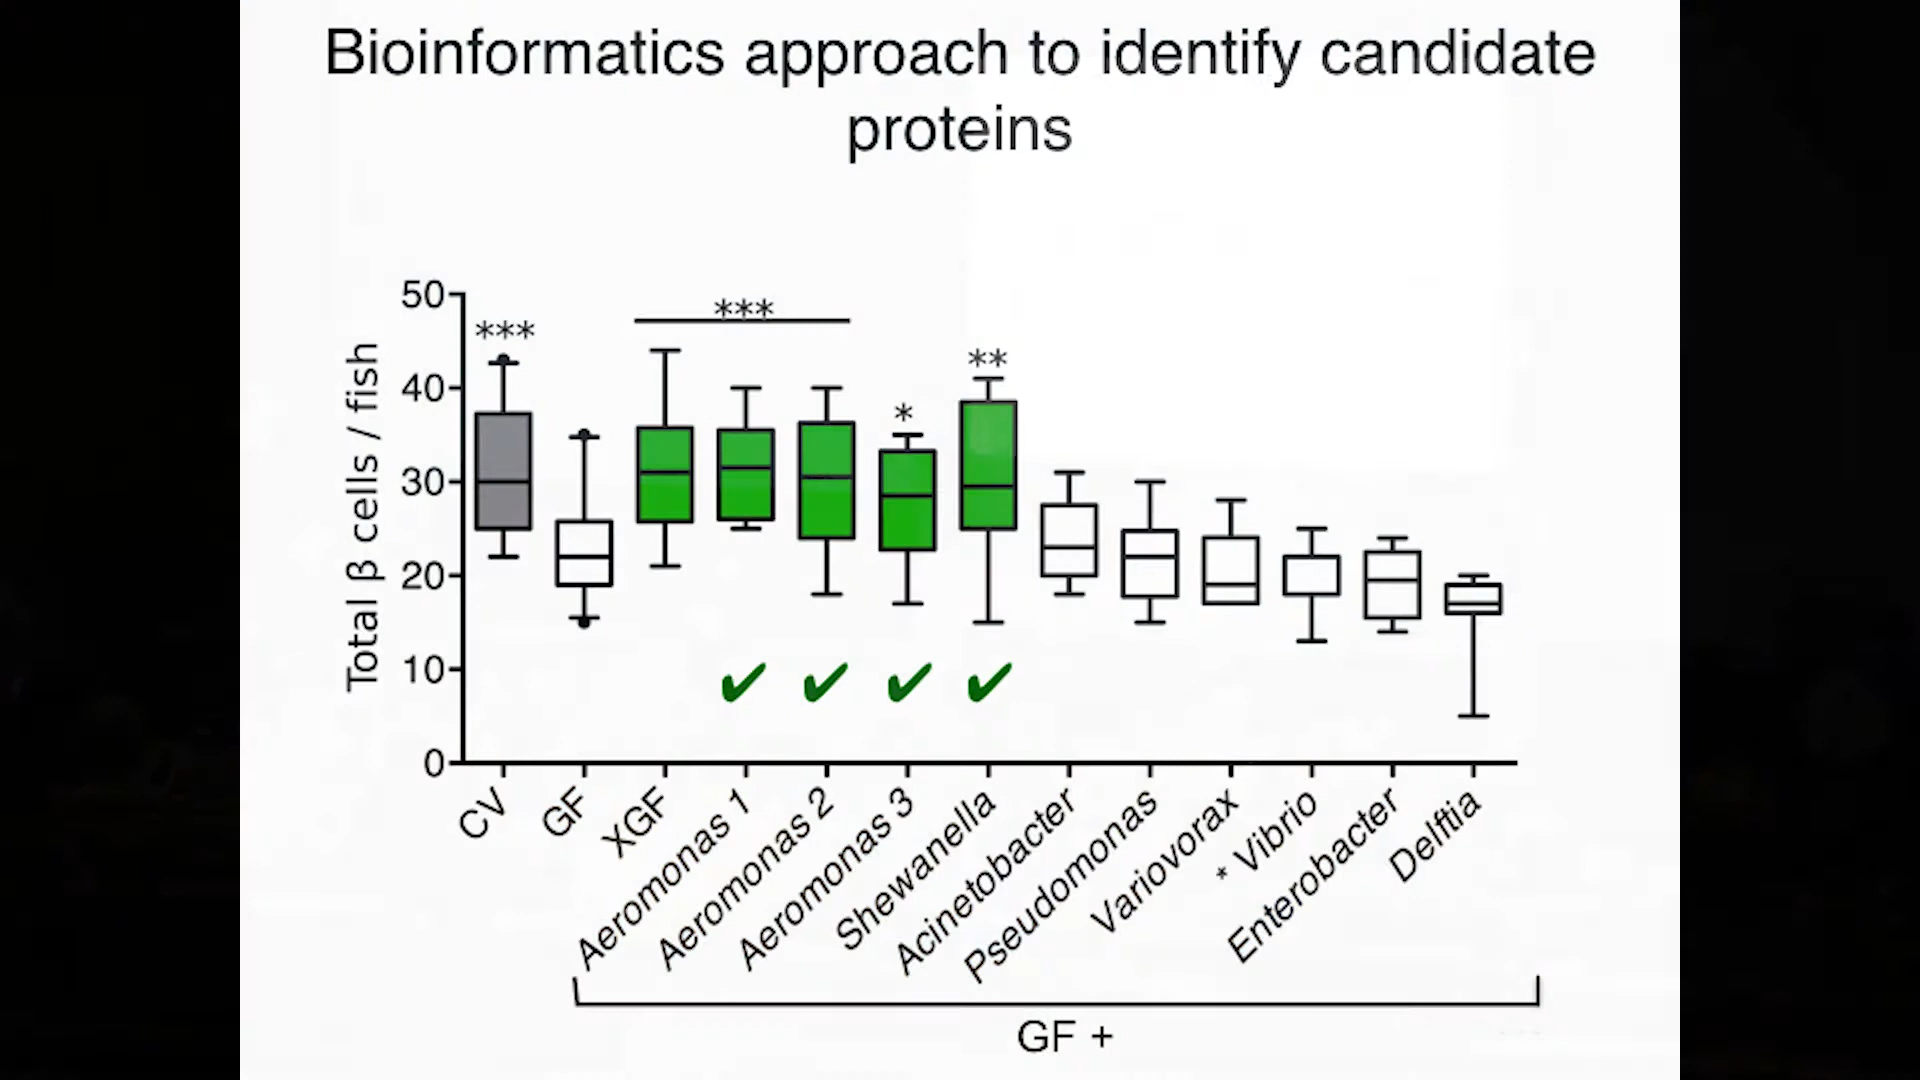 Bioinformatics approach to identify candidate
proteins
Total β cells / fish
50
40
30
20
10
0
***
***
*
**
CV
GF
XGF
Aeromonas 1
Aeromonas 2
Aeromonas 3
Shewanella
Acinetobacter
Pseudomonas
Variovorax
* Vibrio
Enterobacter
Delftia
GF +